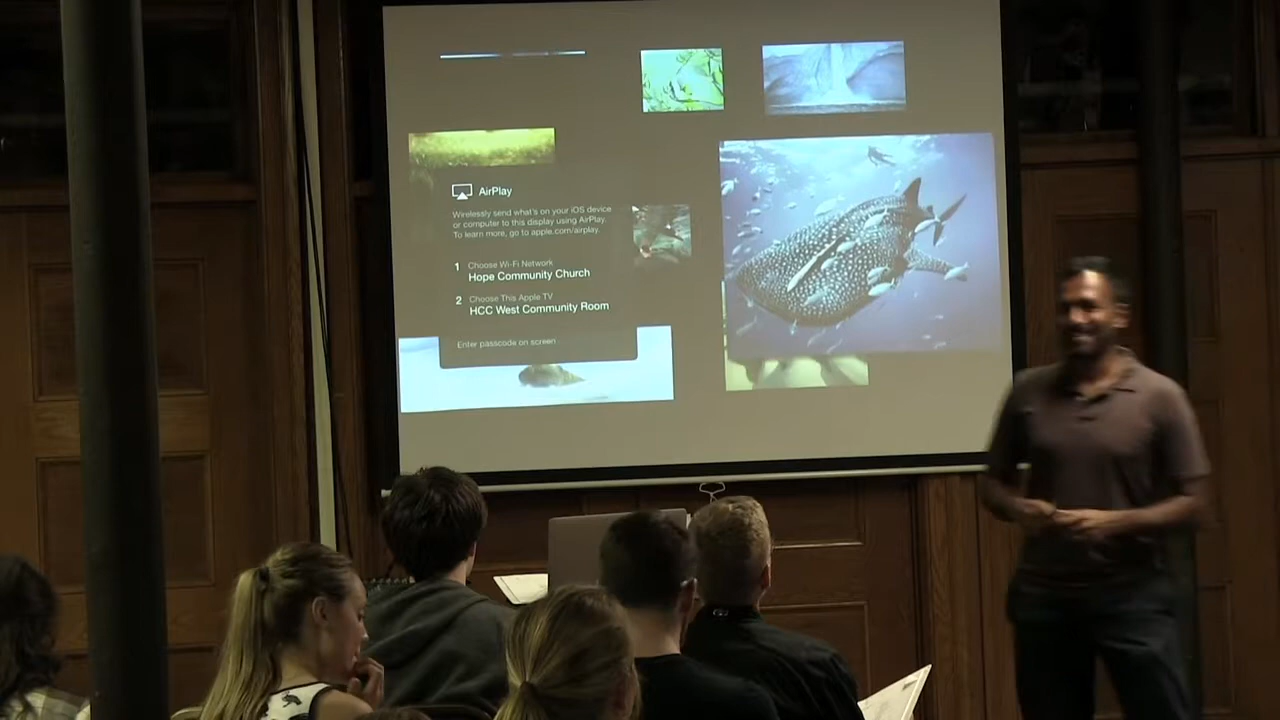 AirPlay
Wirelessly send what's on your iOS device
or computer to this display using AirPlay.
To learn more, go to apple.com/airplay.
1 Choose Wi-Fi Network
Hope Community Church
2 Choose This Apple TV
HCC West Community Room
Enter passcode on screen